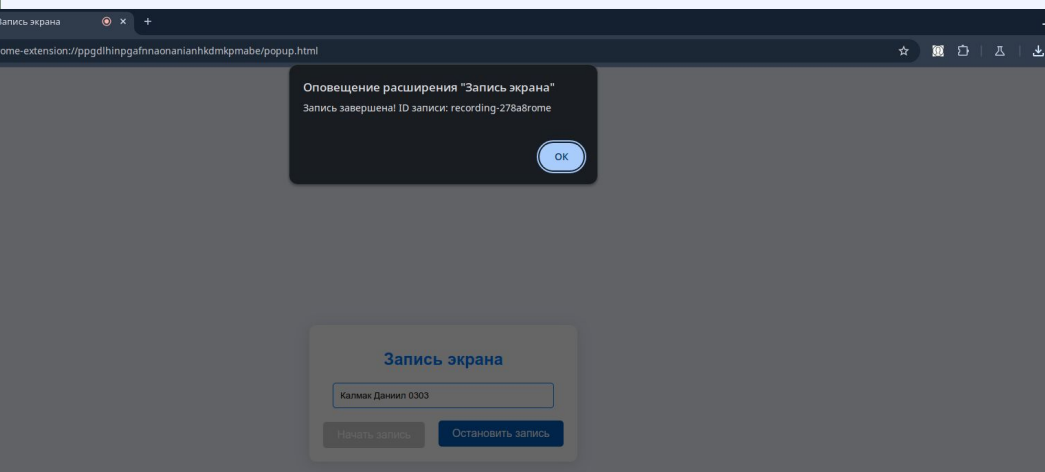 Запись экрана
ome-extension://ppgdlhinpgafnnaonanianhkdmkpmabe/popup.html
Оповещение расширения "Запись экрана"
Запись завершена! ID записи: recording-278a8rome
ОК
Запись экрана
Калмак Даниил 0303
Начать запись
Остановить запись